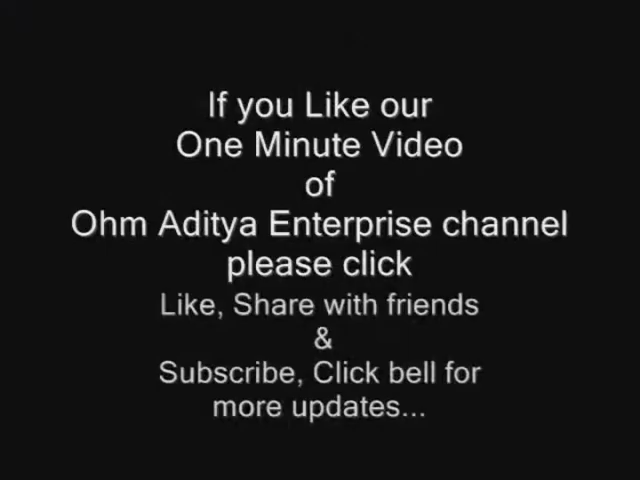 If you Like our
One Minute Video
of
Ohm Aditya Enterprise channel
please click
Like, Share with friends
&
Subscribe, Click bell for
more updates...